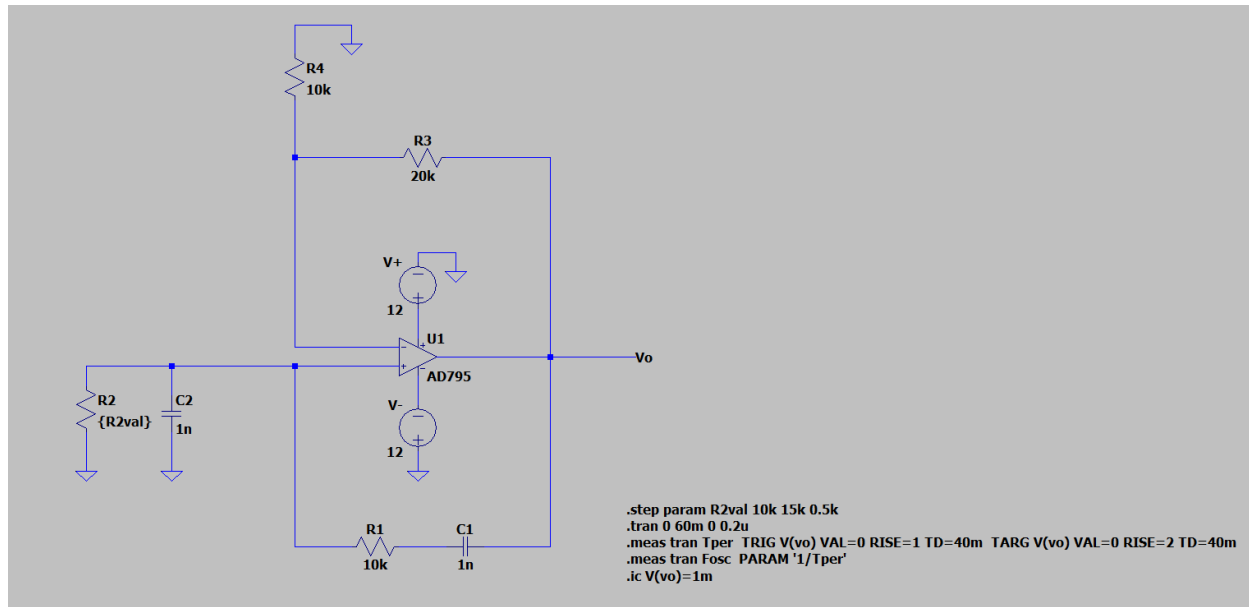 R4
10k
R3
20k
V+
12
U1
Vo
AD795
R2
{R2val}
C2
1n
V-
12
R1
10k
C1
1n
.step param R2val 10k 15k 0.5k
.tran 0 60m 0 0.2u
.meas tran Tper  TRIG V(vo) VAL=0 RISE=1 TD=40m  TARG V(vo) VAL=0 RISE=2 TD=40m
.meas tran Fosc  PARAM '1/Tper'
.ic V(vo)=1m